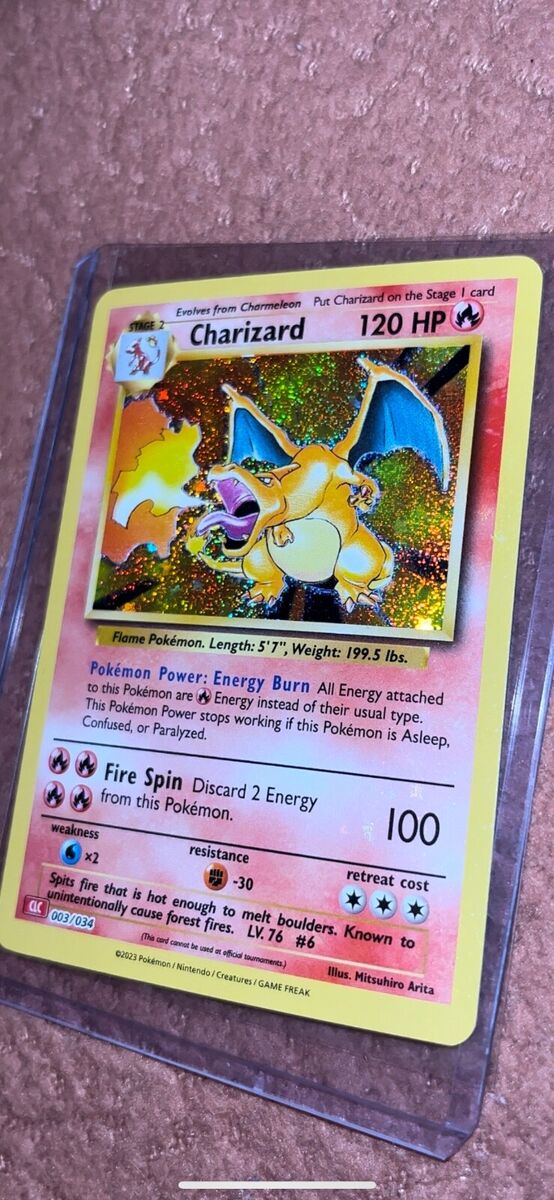 Evolves from Charmeleon Put Charizard on the Stage 1 card
STAGE 2
Charizard 120 HP
Flame Pokémon. Length: 5'7", Weight: 199.5 lbs.
Pokémon Power: Energy Burn All Energy attached
to this Pokémon are Energy instead of their usual type.
This Pokémon Power stops working if this Pokémon is Asleep,
Confused, or Paralyzed.
Fire Spin Discard 2 Energy
from this Pokémon.
100
weakness
×2
resistance
-30
retreat cost
Spits fire that is hot enough to melt boulders. Known to
unintentionally cause forest fires. LV. 76 #6
CLC 003/034
(This card cannot be used at official tournaments.)
Illus. Mitsuhiro Arita
©2023 Pokémon / Nintendo / Creatures / GAME FREAK